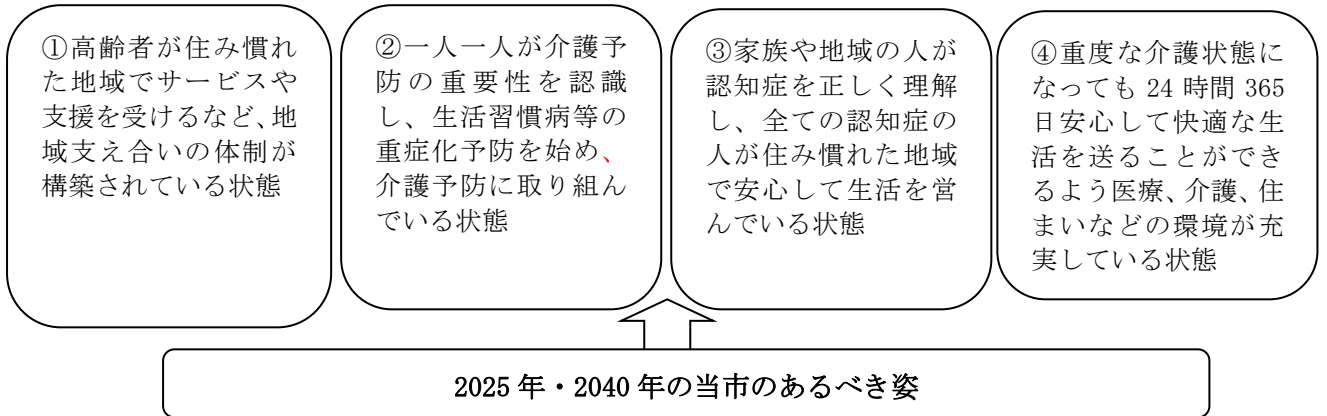 ①高齢者が住み慣れ
た地域でサービスや
支援を受けるなど、地
域支え合いの体制が
構築されている状態
②一人一人が介護予
防の重要性を認識
し、生活習慣病等の
重症化予防を始め、
介護予防に取り組ん
でいる状態
③家族や地域の人が
認知症を正しく理解
し、全ての認知症の
人が住み慣れた地域
で安心して生活を営
んでいる状態
④重度な介護状態に
なっても 24 時間 365
日安心して快適な生
活を送ることができ
るよう医療、介護、住
まいなどの環境が充
実している状態
2025 年・2040 年の当市のあるべき姿